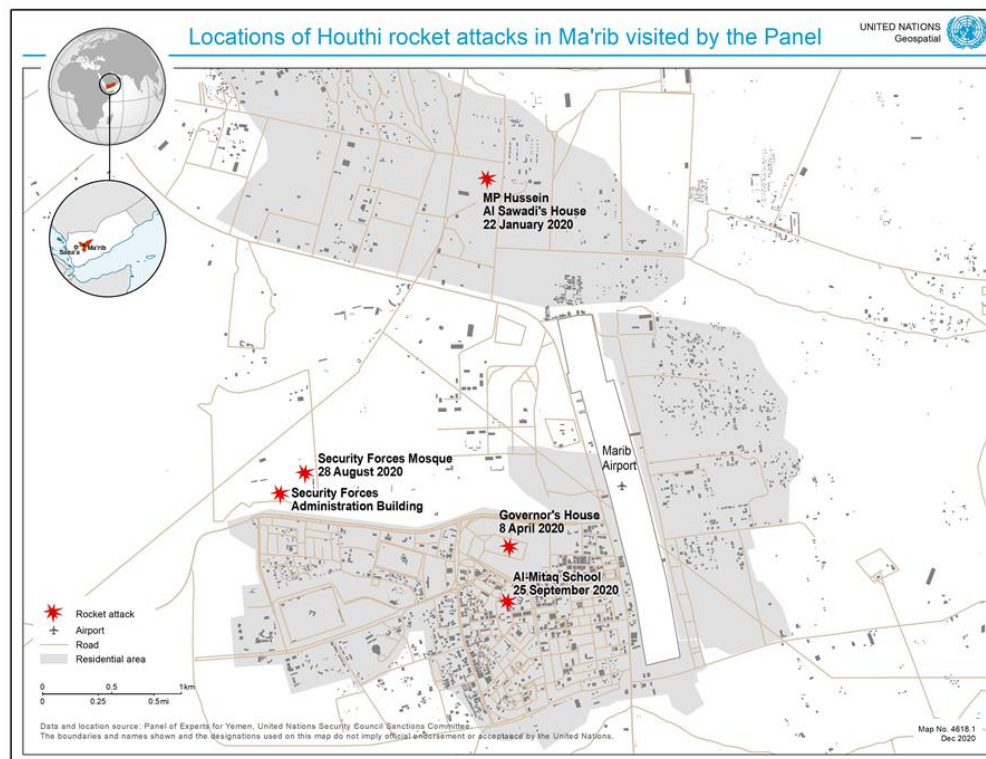 Locations of Houthi rocket attacks in Ma'rib visited by the Panel
UNITED NATIONS
Geospatial
Sana'a
Ma'rib
MP Hussein
Al Sawadi's House
22 January 2020
Marib
Airport
Security Forces Mosque
28 August 2020
Security Forces
Administration Building
Governor's House
8 April 2020
Al-Mitaq School
25 September 2020
Rocket attack
Airport
Road
Residential area
0 0.5 1km
0 0.25 0.5mi
Data and location source: Panel of Experts for Yemen, United Nations Security Council Sanctions Committee.
The boundaries and names shown and the designations used on this map do not imply official endorsement or acceptance by the United Nations.
Map No. 4618.1
Dec 2020